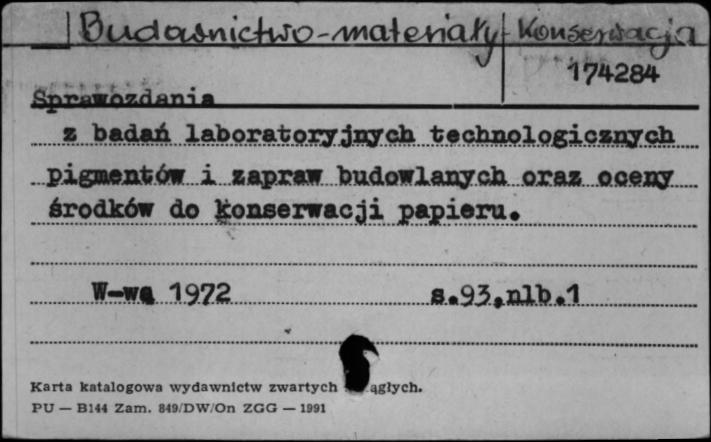 Budownictwo-materiały-Konserwacja
174284
Sprawozdania
z badań laboratoryjnych technologicznych
pigmentów i zapraw budowlanych oraz oceny
środków do konserwacji papieru.
W-wa 1972 s.93,nlb.1
Karta katalogowa wydawnictw zwartych ągłych.
PU — B144 Zam. 849/DW/On ZGG — 1991